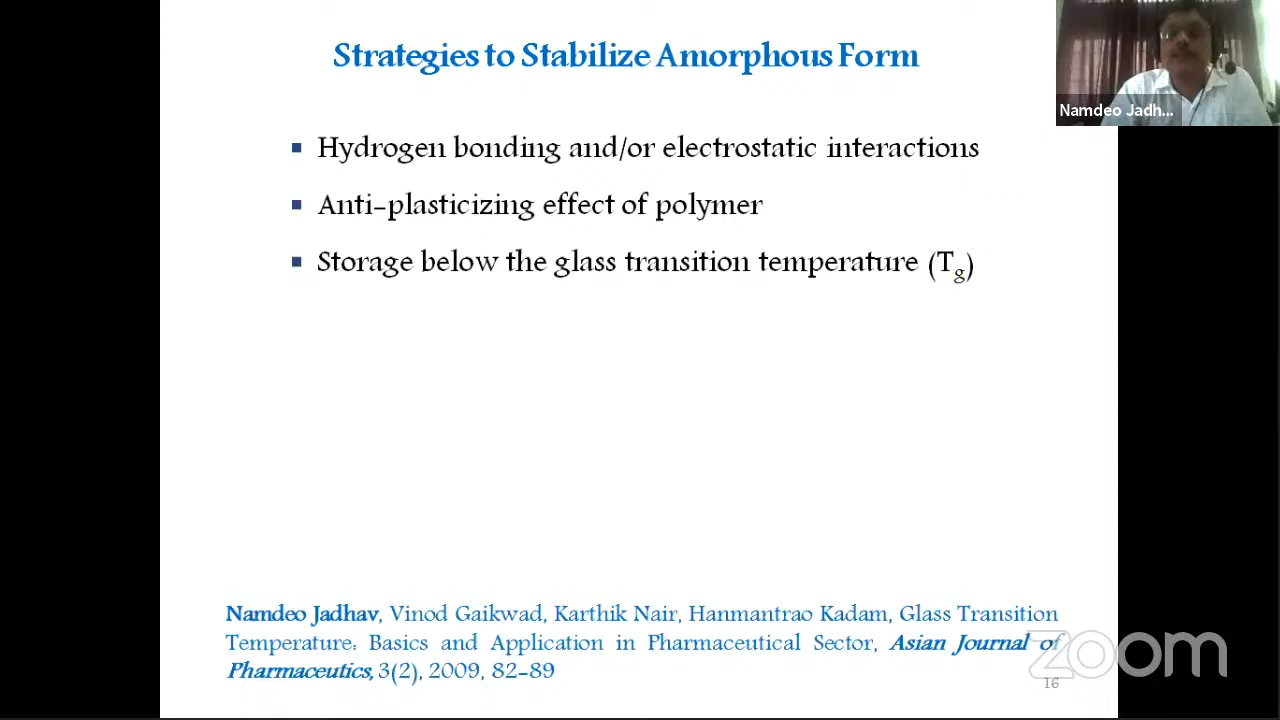 Strategies to Stabilize Amorphous Form
Namdeo Jadh...
▪ Hydrogen bonding and/or electrostatic interactions
▪ Anti-plasticizing effect of polymer
▪ Storage below the glass transition temperature (Tg)
Namdeo Jadhav, Vinod Gaikwad, Karthik Nair, Hanmantrao Kadam, Glass Transition
Temperature: Basics and Application in Pharmaceutical Sector, Asian Journal of
Pharmaceutics, 3(2), 2009, 82-89
zoom
16